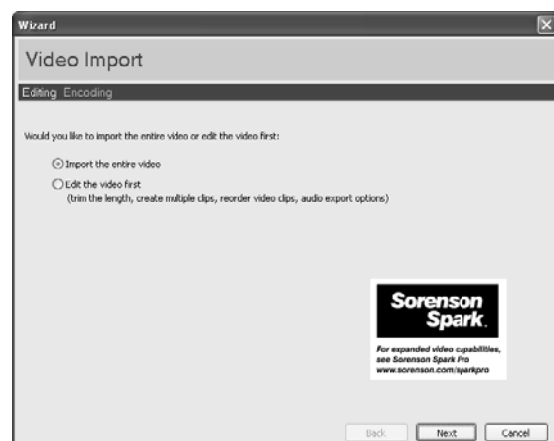 Wizard
Video Import
Editing Encoding
Would you like to import the entire video or edit the video first:
Import the entire video
Edit the video first
(trim the length, create multiple clips, reorder video clips, audio export options)
Sorenson
Spark.
For expanded video capabilities,
see Sorenson Spark Pro
www.sorenson.com/sparkpro
Back Next Cancel